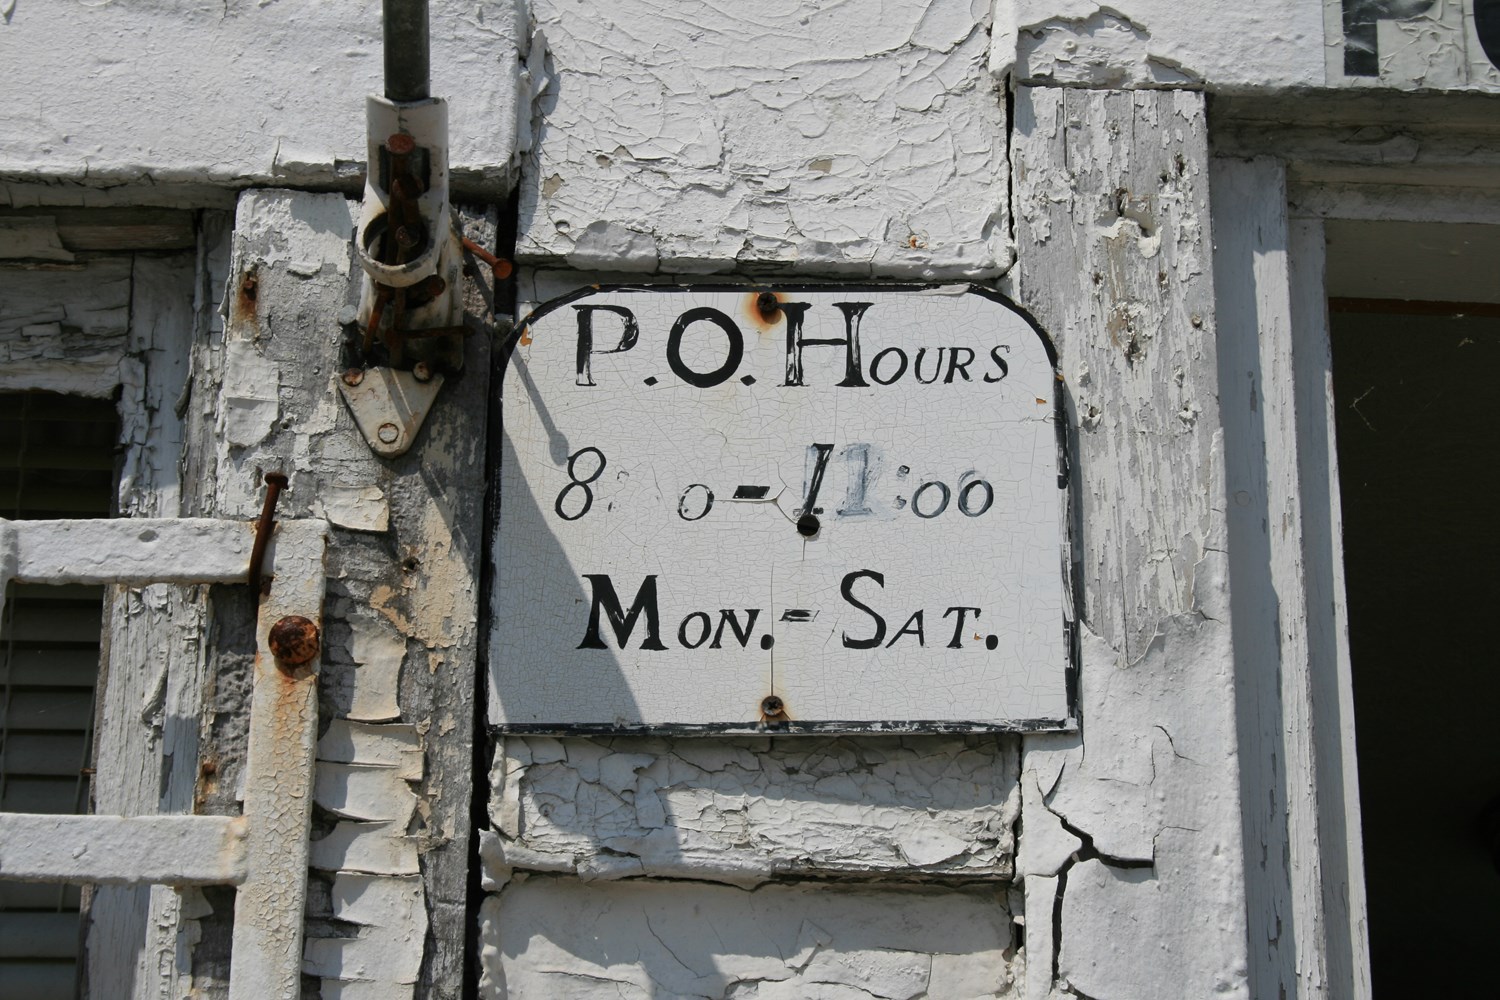 P.O. Hours
8: 0-11:00
Mon.-Sat.